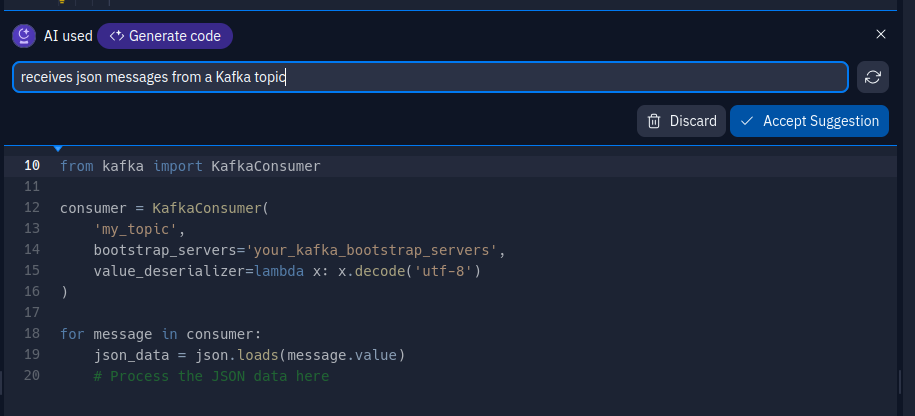 AI used Generate code
receives json messages from a Kafka topic
Discard Accept Suggestion
10 from kafka import KafkaConsumer
11
12 consumer = KafkaConsumer(
13     'my_topic',
14     bootstrap_servers='your_kafka_bootstrap_servers',
15     value_deserializer=lambda x: x.decode('utf-8')
16 )
17
18 for message in consumer:
19     json_data = json.loads(message.value)
20     # Process the JSON data here